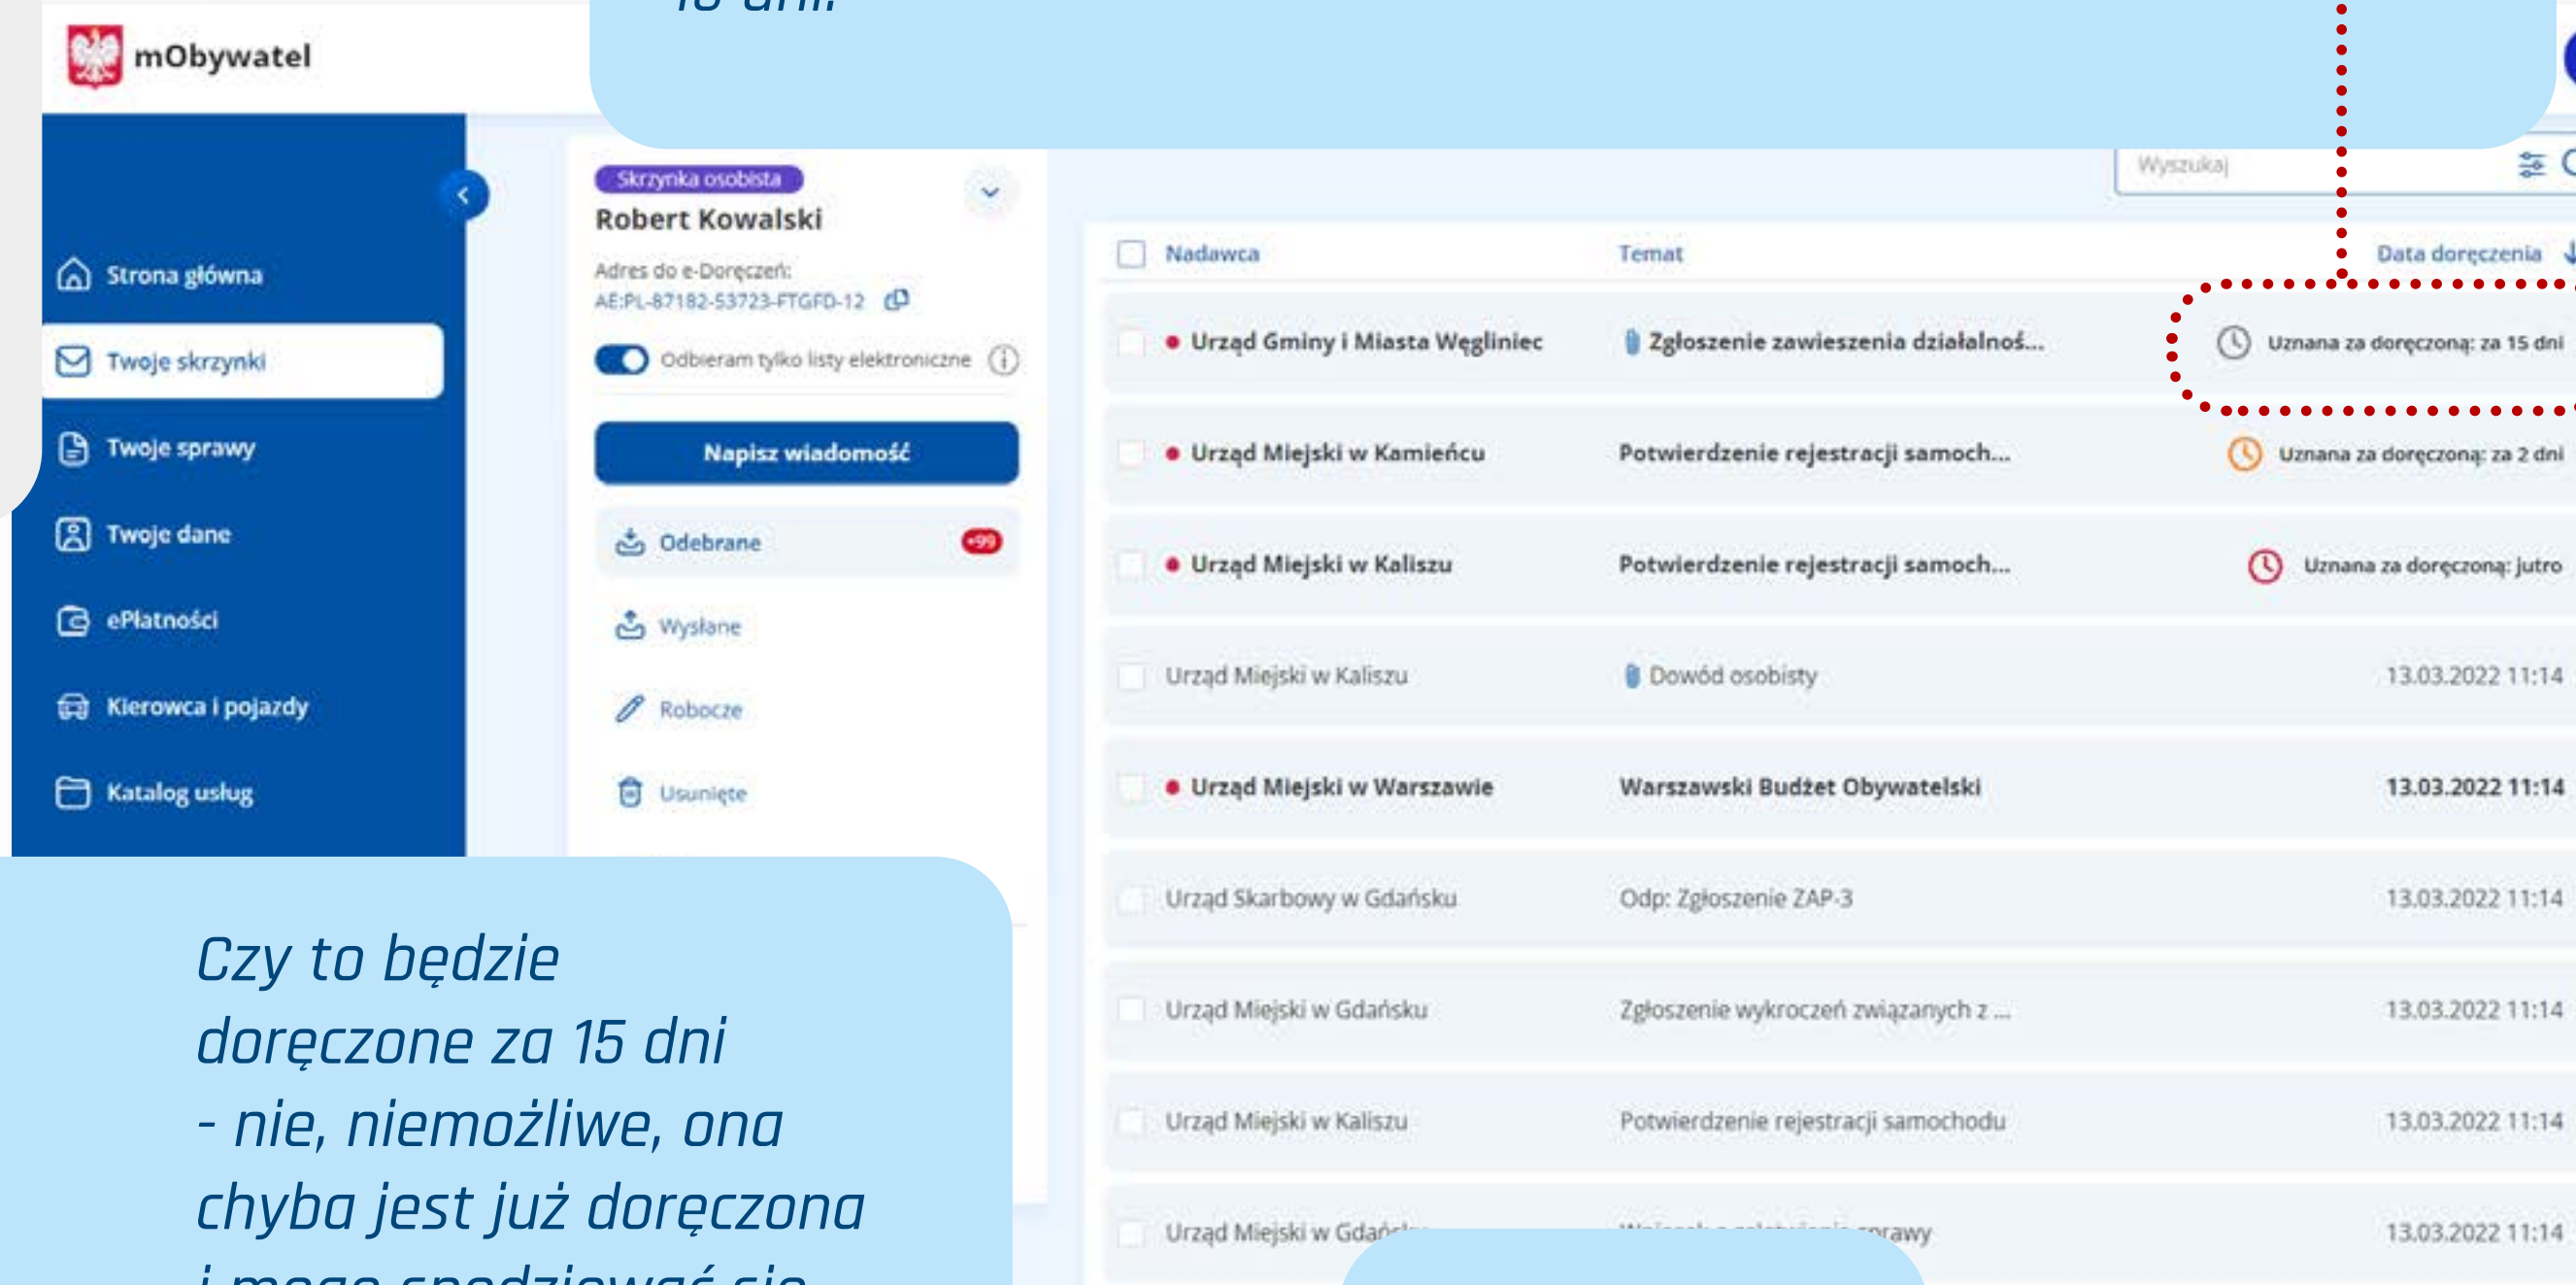 mObywatel
Strona główna
Twoje skrzynki
Twoje sprawy
Twoje dane
ePłatności
Kierowca i pojazdy
Katalog usług
Skrzynka osobista
Robert Kowalski
Adres do e-Doręczeń:
AE:PL-87182-53723-FTGFD-12
Odbieram tylko listy elektroniczne
Napisz wiadomość
Odebrane +99
Wysłane
Robocze
Usunięte
Wyszukaj
Nadawca Temat Data doręczenia
Urząd Gminy i Miasta Węgliniec Zgłoszenie zawieszenia działalnoś... Uznana za doręczoną: za 15 dni
Urząd Miejski w Kamieńcu Potwierdzenie rejestracji samoch... Uznana za doręczoną: za 2 dni
Urząd Miejski w Kaliszu Potwierdzenie rejestracji samoch... Uznana za doręczoną: jutro
Urząd Miejski w Kaliszu Dowód osobisty 13.03.2022 11:14
Urząd Miejski w Warszawie Warszawski Budżet Obywatelski 13.03.2022 11:14
Urząd Skarbowy w Gdańsku Odp: Zgłoszenie ZAP-3 13.03.2022 11:14
Urząd Miejski w Gdańsku Zgłoszenie wykroczeń związanych z ... 13.03.2022 11:14
Urząd Miejski w Kaliszu Potwierdzenie rejestracji samochodu 13.03.2022 11:14
Urząd Miejski w 13.03.2022 11:14
Czy to będzie
doręczone za 15 dni
- nie, niemożliwe, ona
chyba jest już doręczona
i mogę spodziewać się